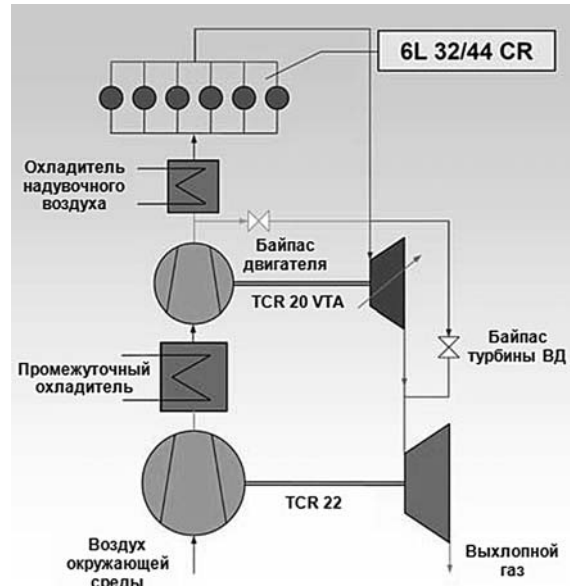 6L 32/44 CR
Охладитель
надувочного
воздуха
Байпас
двигателя
TCR 20 VTA
Байпас
турбины ВД
Промежуточный
охладитель
TCR 22
Воздух
окружающей
среды
Выхлопной
газ